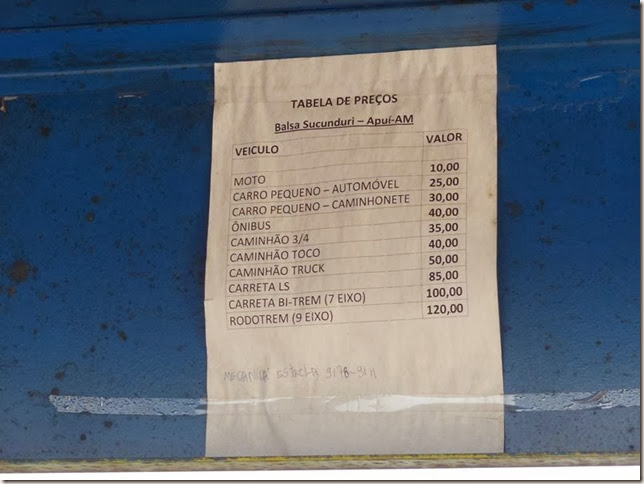 TABELA DE PREÇOS
Balsa Sucunduri – Apuí-AM
VEICULO VALOR
MOTO 10,00
CARRO PEQUENO – AUTOMÓVEL 25,00
CARRO PEQUENO – CAMINHONETE 30,00
ÔNIBUS 40,00
CAMINHÃO 3/4 35,00
CAMINHÃO TOCO 40,00
CAMINHÃO TRUCK 50,00
CARRETA LS 85,00
CARRETA BI-TREM (7 EIXO) 100,00
RODOTREM (9 EIXO) 120,00